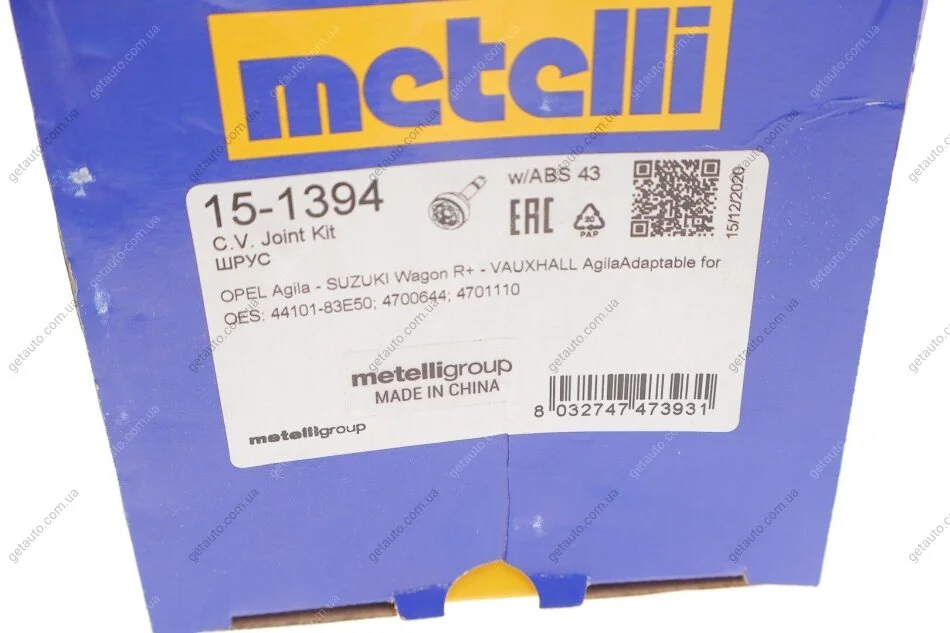 metelli
15-1394
C.V. Joint Kit
ШРУС
w/ABS 43
EAC
20
PAP
15/12/2020
OPEL Agila - SUZUKI Wagon R+ - VAUXHALL AgilaAdaptable for
OES: 44101-83E50; 4700644; 4701110
metelligroup
MADE IN CHINA
8 032747 473931
metelligroup
getauto.com.ua